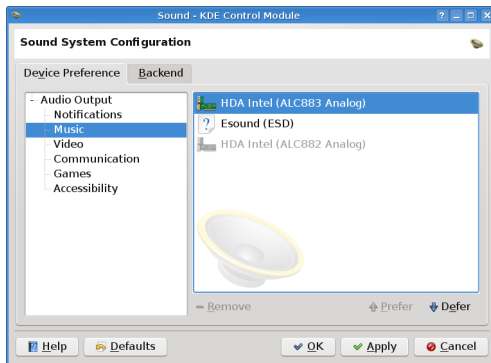 Sound - KDE Control Module
Sound System Configuration
Device Preference Backend
- Audio Output
Notifications
Music
Video
Communication
Games
Accessibility
HDA Intel (ALC883 Analog)
Esound (ESD)
HDA Intel (ALC882 Analog)
Remove Prefer Defer
Help Defaults OK Apply Cancel